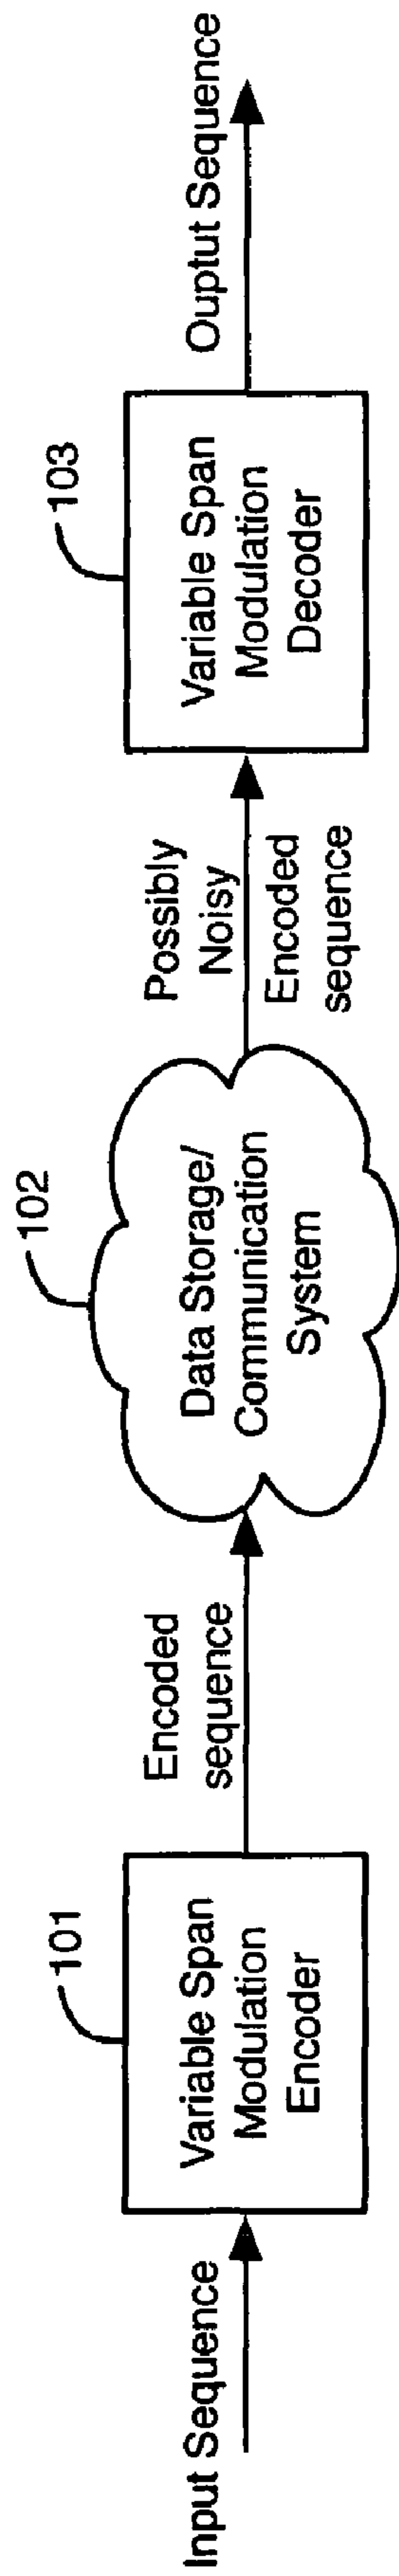 Input Sequence
101
Variable Span
Modulation
Encoder
Encoded
sequence
102
Data Storage/
Communication
System
Possibly
Noisy
Encoded
sequence
103
Variable Span
Modulation
Decoder
Ouptut Sequence